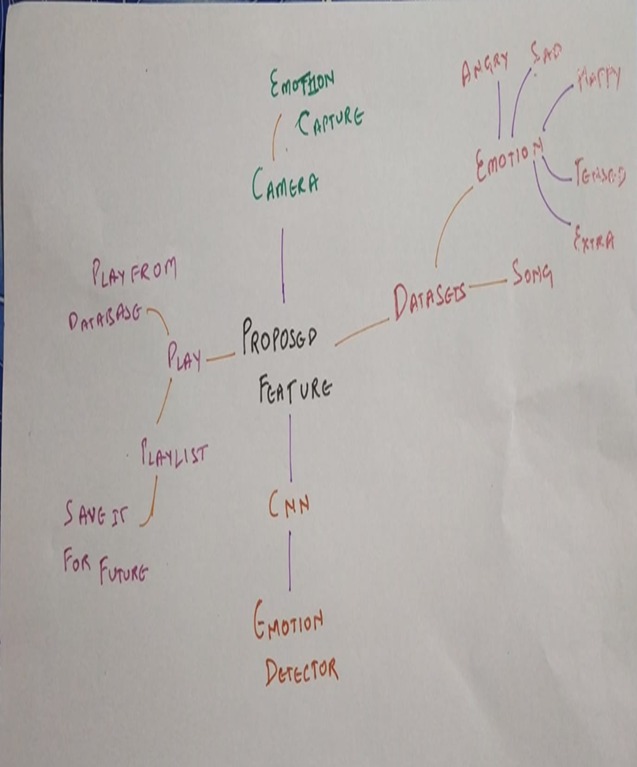 EMOTION
CAPTURE
CAMERA
ANGRY
SAD
HAPPY
EMOTION
TENSED
EXTRA
DATASETS
SONG
PLAY FROM
DATABASE
PLAY
PROPOSED
FEATURE
PLAYLIST
SAVE IT
FOR FUTURE
CNN
EMOTION
DETECTOR